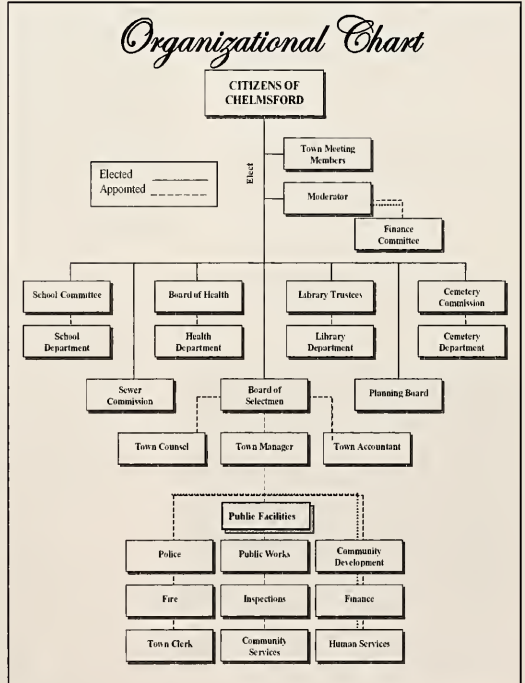 Organizational Chart
CITIZENS OF
CHELMSFORD
Elect
Town Meeting
Members
Elected
Appointed
Moderator
Finance
Committee
School Committee
Board of Health
Library Trustees
Cemetery
Commission
School
Department
Health
Department
Library
Department
Cemetery
Department
Sewer
Commission
Board of
Selectmen
Planning Board
Town Counsel
Town Manager
Town Accountant
Public Facilities
Police
Public Works
Community
Development
Fire
Inspections
Finance
Town Clerk
Community
Services
Human Services